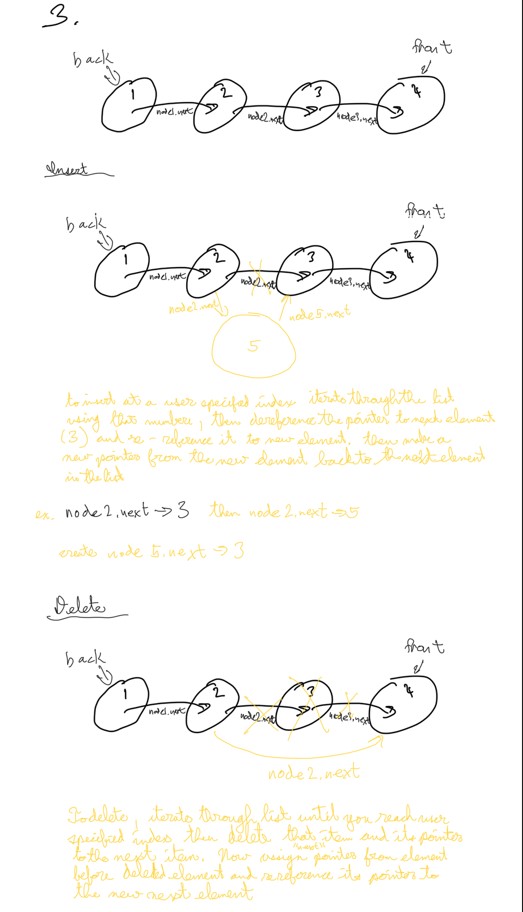 3.
back front
1 2 3 4
node1.next node2.next node3.next
Insert
back front
1 2 3 4
node1.next node2.next node3.next
node2.next node5.next
5
to insert at a user specified index iterate through the list
using that number, then dereference the pointer to next element
(3) and re-reference it to new element. then make a
new pointer from the new element back to the next element
in the list
ex. node2.next → 3 then node2.next → 5
create node 5.next → 3
Delete
back front
1 2 3 4
node1.next node2.next node3.next
node2.next
To delete, iterate through list until you reach user
specified index then delete that item and its pointer
to the next item. Now assign pointer from element
before deleted element and rereference its pointer to
the new next element